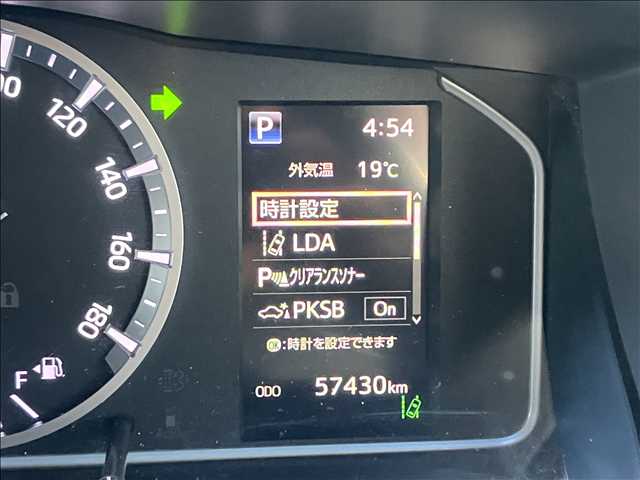 100
120
140
160
180
F
P 4:54
外気温 19℃
時計設定
LDA
Pクリアランスソナー
PKSB On
OK:時計を設定できます
ODO 57430km